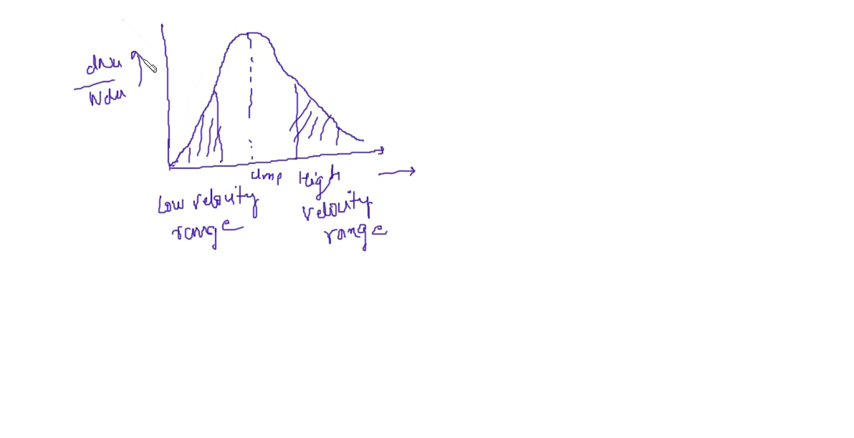 dNu
Ndu
Ump
Low velocity
range
High
velocity
range